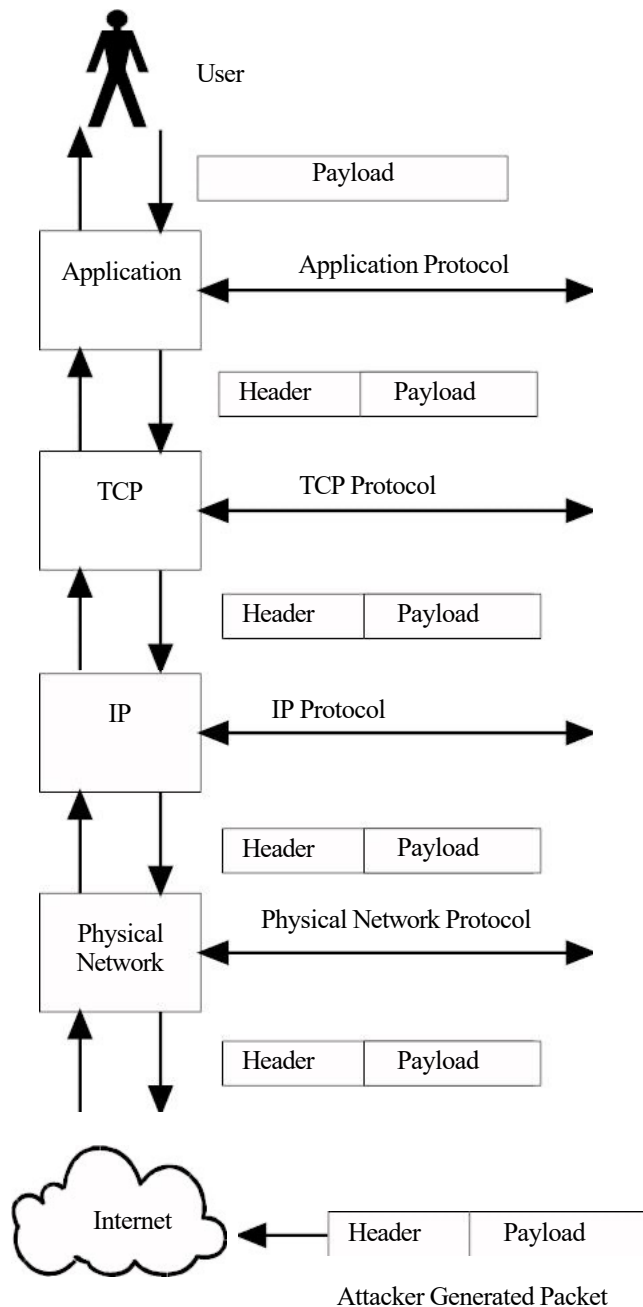 User
Payload
Application
Application Protocol
Header Payload
TCP
TCP Protocol
Header Payload
IP
IP Protocol
Header Payload
Physical
Network
Physical Network Protocol
Header Payload
Internet
Header Payload
Attacker Generated Packet